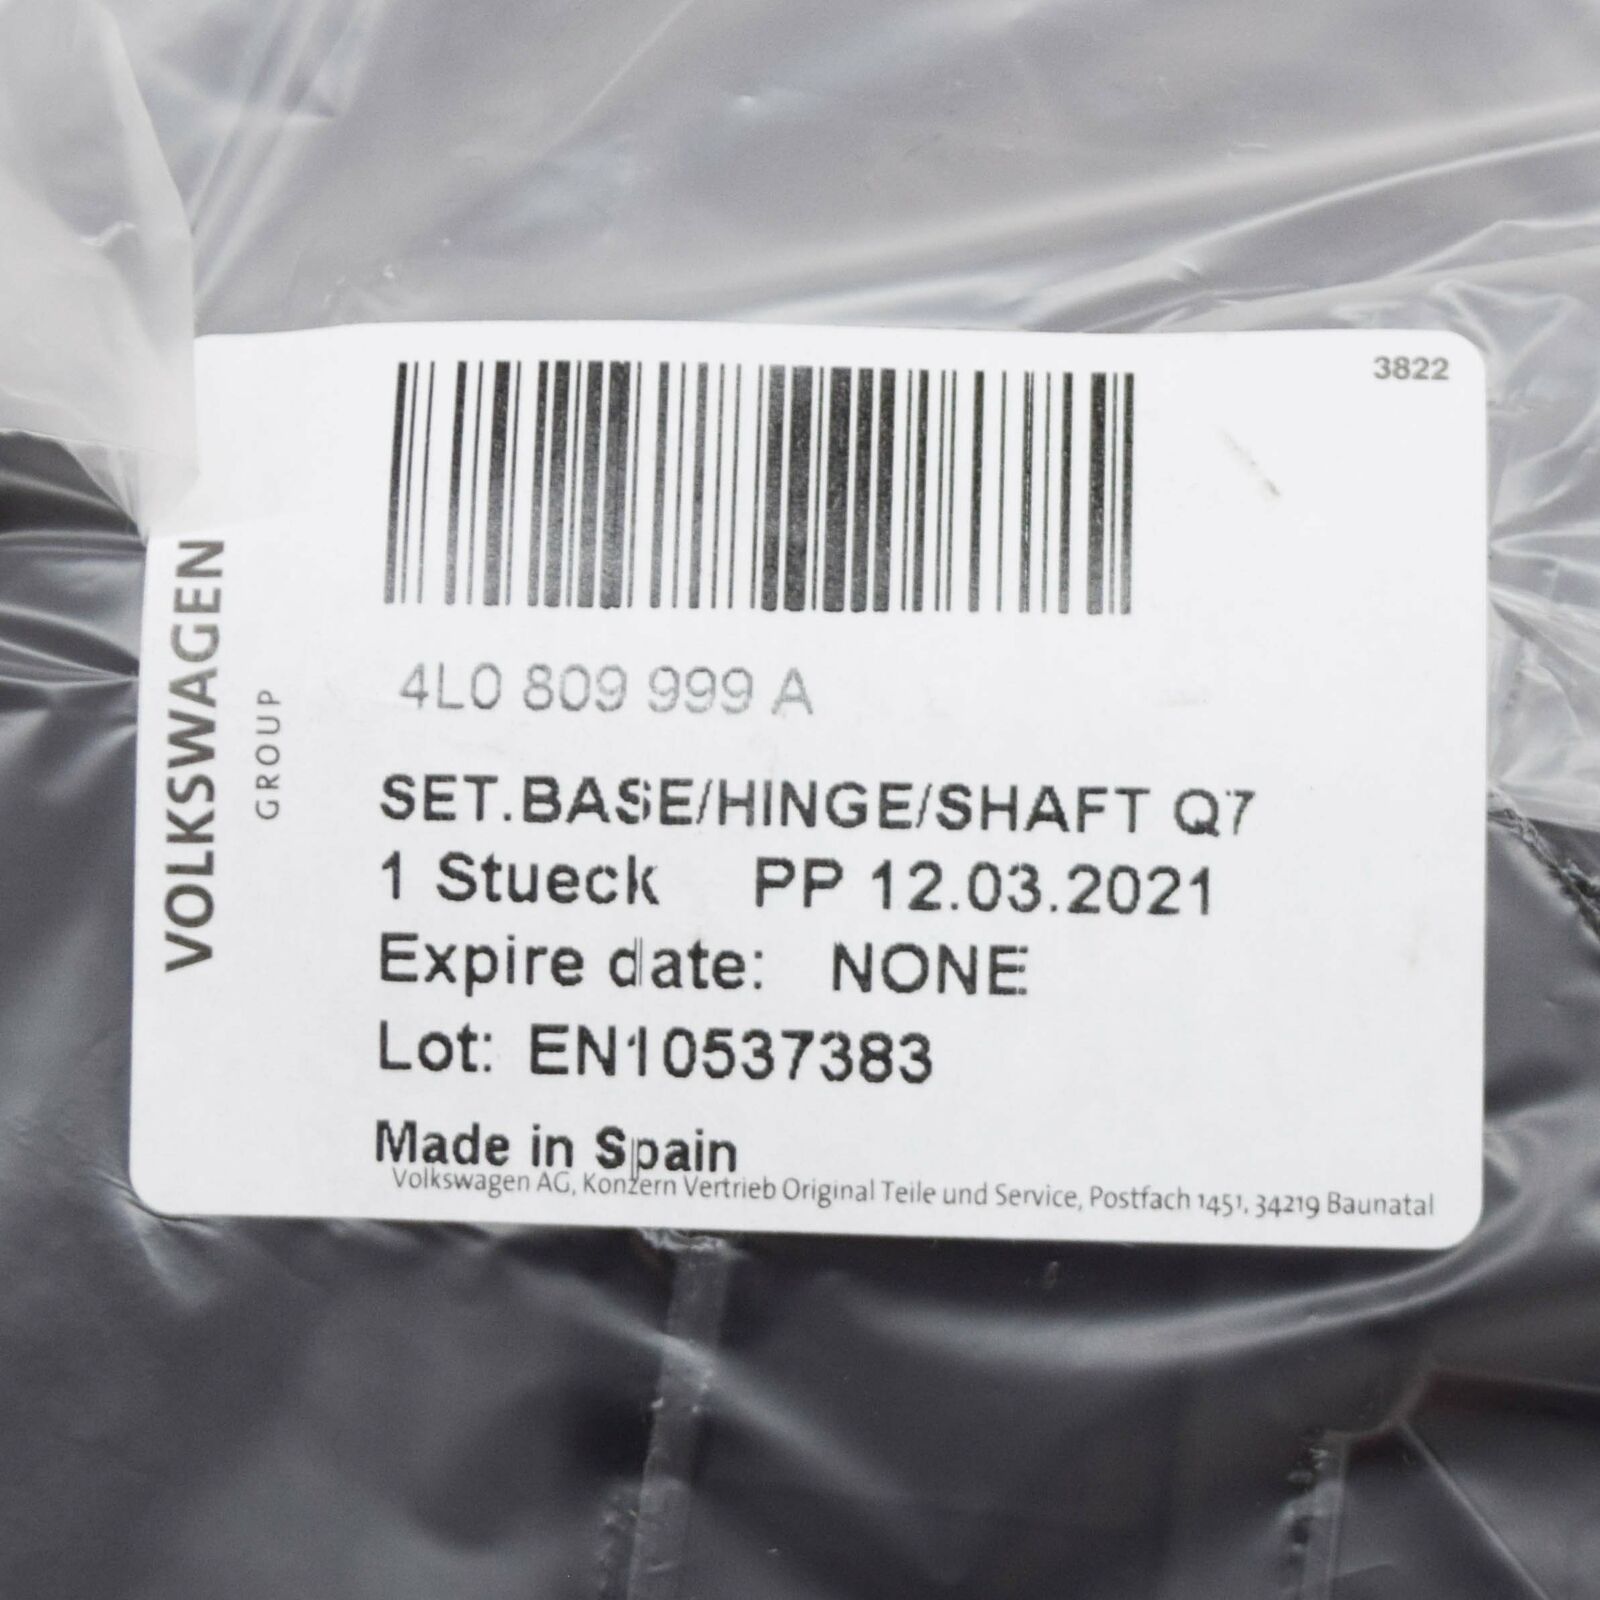 3822
4L0 809 999 A
SET.BASE/HINGE/SHAFT Q7
1 Stueck PP 12.03.2021
Expire date: NONE
Lot: EN10537383
Made in Spain
Volkswagen AG, Konzern Vertrieb Original Teile und Service, Postfach 1451, 34219 Baunatal
VOLKSWAGEN
GROUP